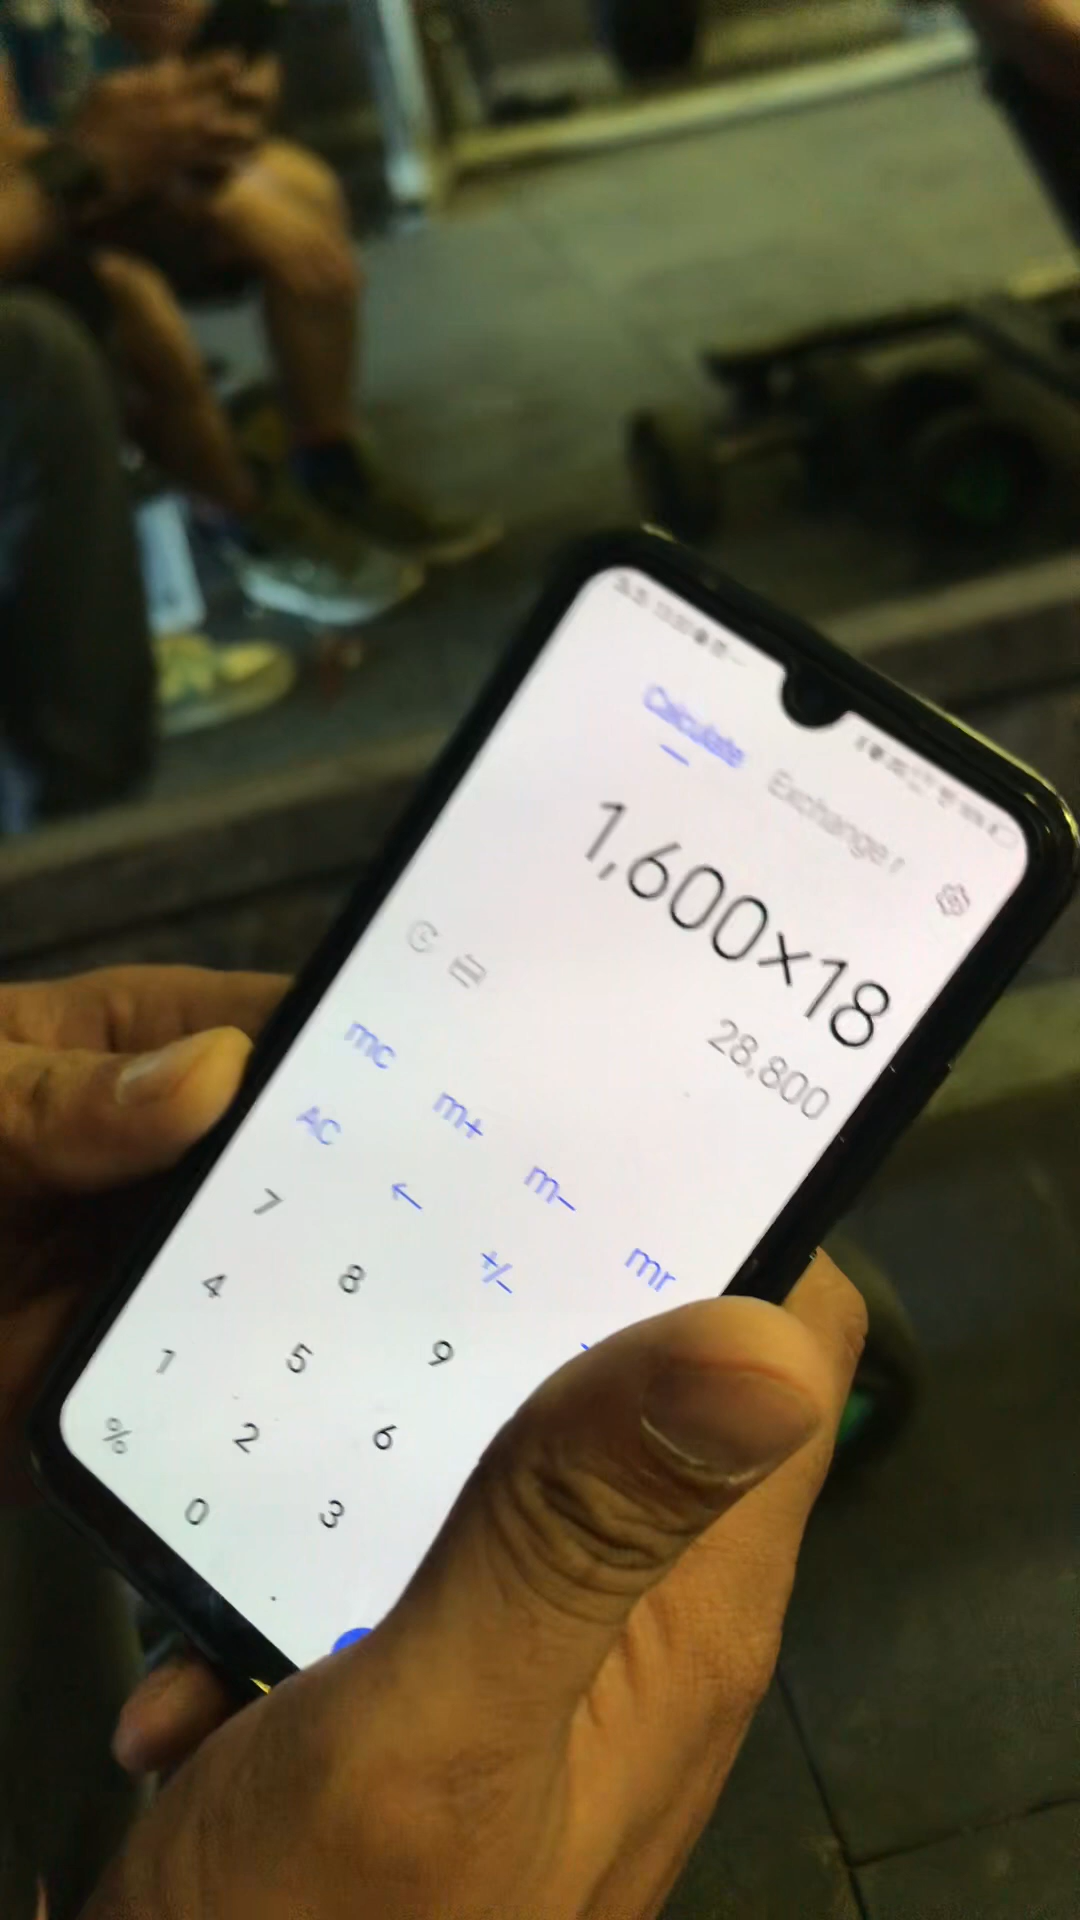 Calculate Exchange r
1,600×18
28,800
mc m+ m– mr
AC ← +/–
7 8 9
4 5 6
1 2 3
% 0 .